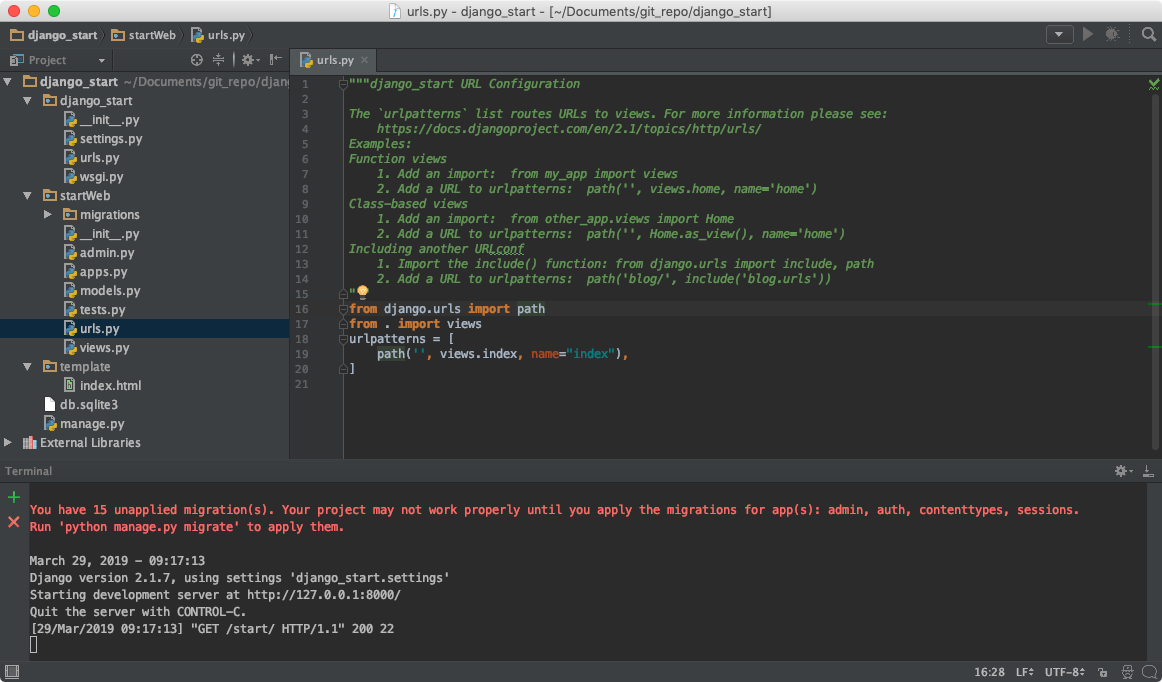 urls.py - django_start - [~/Documents/git_repo/django_start]
django_start
startWeb
urls.py
Project
urls.py
django_start ~/Documents/git_repo/djan
django_start
__init__.py
settings.py
urls.py
wsgi.py
startWeb
migrations
__init__.py
admin.py
apps.py
models.py
tests.py
urls.py
views.py
template
index.html
db.sqlite3
manage.py
External Libraries
1 """django_start URL Configuration
2
3 The `urlpatterns` list routes URLs to views. For more information please see:
4 https://docs.djangoproject.com/en/2.1/topics/http/urls/
5 Examples:
6 Function views
7 1. Add an import:  from my_app import views
8 2. Add a URL to urlpatterns:  path('', views.home, name='home')
9 Class-based views
10 1. Add an import:  from other_app.views import Home
11 2. Add a URL to urlpatterns:  path('', Home.as_view(), name='home')
12 Including another URLconf
13 1. Import the include() function: from django.urls import include, path
14 2. Add a URL to urlpatterns:  path('blog/', include('blog.urls'))
15 "
16 from django.urls import path
17 from . import views
18 urlpatterns = [
19 path('', views.index, name="index"),
20 ]
21
Terminal
You have 15 unapplied migration(s). Your project may not work properly until you apply the migrations for app(s): admin, auth, contenttypes, sessions.
Run 'python manage.py migrate' to apply them.
March 29, 2019 - 09:17:13
Django version 2.1.7, using settings 'django_start.settings'
Starting development server at http://127.0.0.1:8000/
Quit the server with CONTROL-C.
[29/Mar/2019 09:17:13] "GET /start/ HTTP/1.1" 200 22
16:28 LF UTF-8